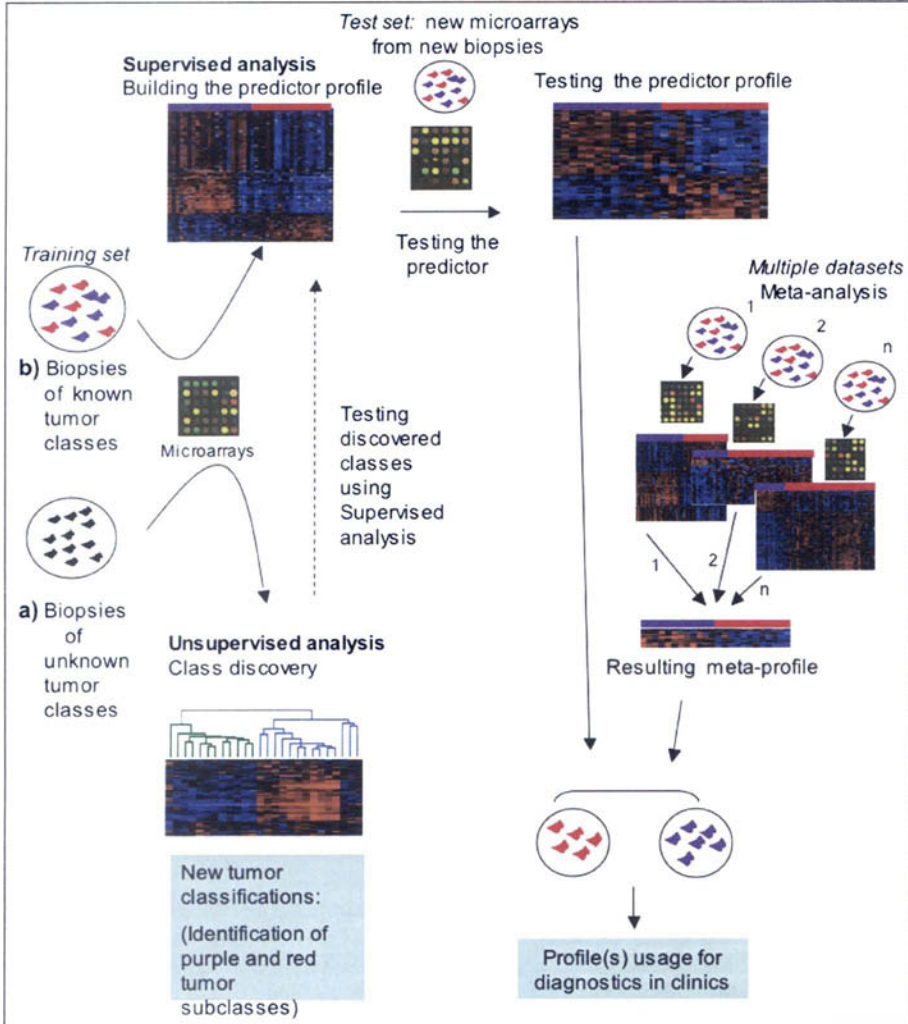 Test set: new microarrays
from new biopsies
Supervised analysis
Building the predictor profile
Testing the predictor profile
Testing the
predictor
Training set
b) Biopsies
of known
tumor
classes
Microarrays
Testing
discovered
classes
using
Supervised
analysis
Multiple datasets
Meta-analysis
1
2
n
1
2
n
Resulting meta-profile
a) Biopsies
of
unknown
tumor
classes
Unsupervised analysis
Class discovery
New tumor
classifications:
(Identification of
purple and red
tumor
subclasses)
Profile(s) usage for
diagnostics in clinics